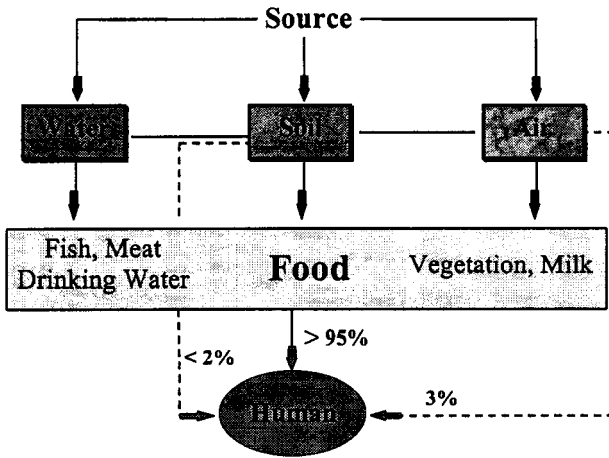 Source
Water
Soil
Air
Fish, Meat
Drinking Water
Food
Vegetation, Milk
> 95%
< 2%
3%
Human